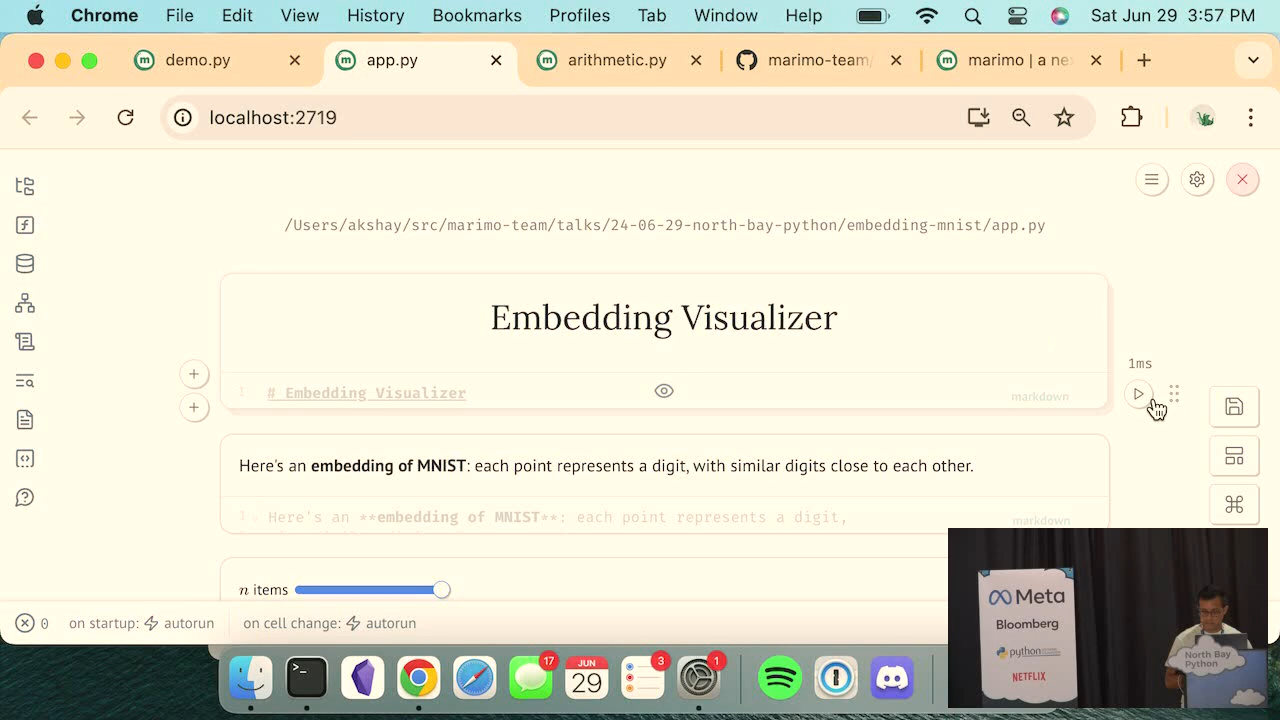 Chrome File Edit View History Bookmarks Profiles Tab Window Help Sat Jun 29 3:57 PM
demo.py app.py arithmetic.py marimo-team/ marimo | a ne
localhost:2719
/Users/akshay/src/marimo-team/talks/24-06-29-north-bay-python/embedding-mnist/app.py
Embedding Visualizer
1ms
1 # Embedding Visualizer
markdown
Here's an embedding of MNIST: each point represents a digit, with similar digits close to each other.
1 Here's an **embedding of MNIST**: each point represents a digit,
markdown
n items
0 on startup: autorun on cell change: autorun
17 JUN 29 3 1
Meta
Bloomberg
python
NETFLIX
North Bay
Python